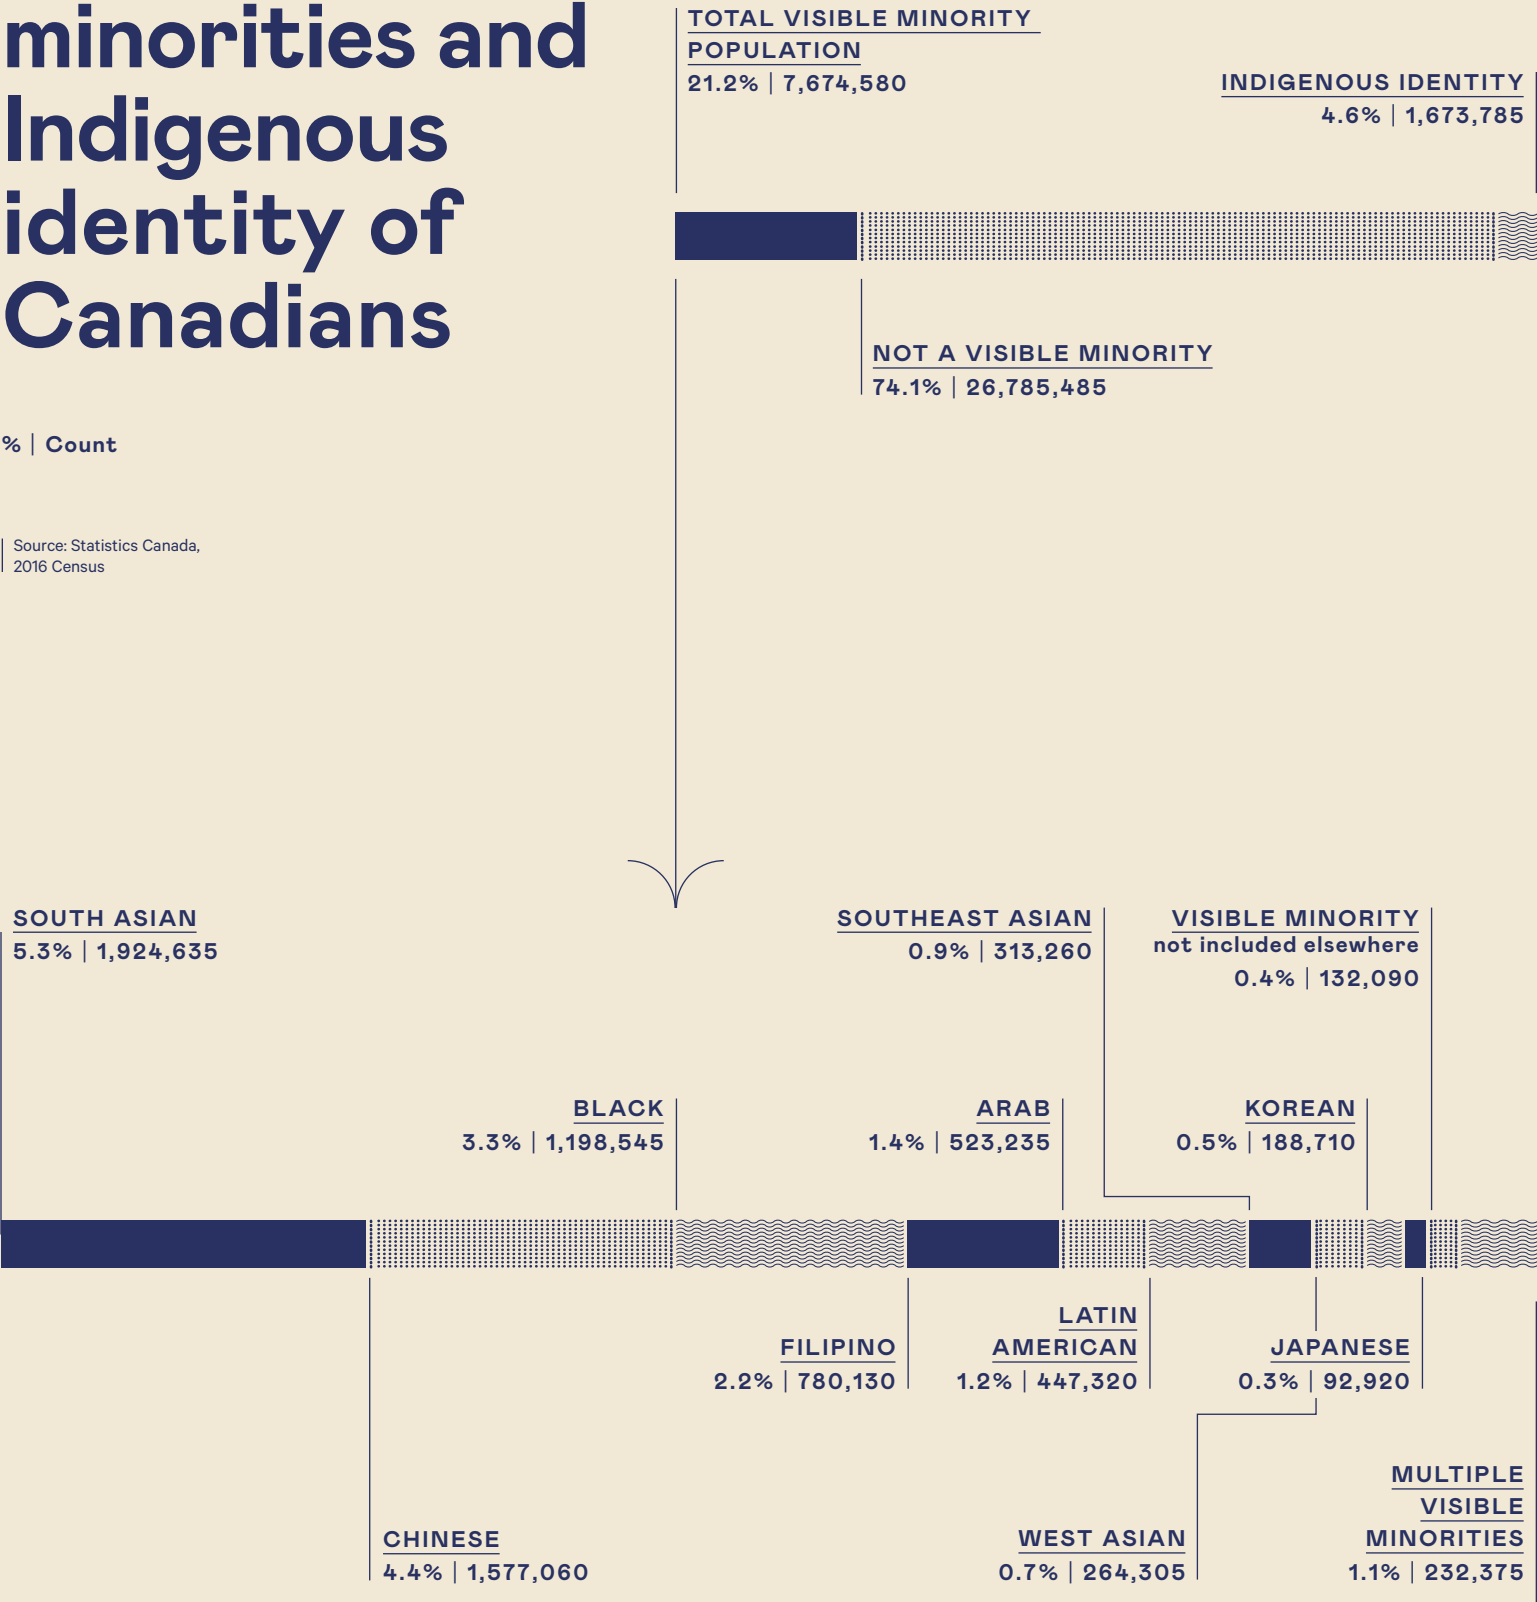 minorities and
Indigenous
identity of
Canadians
% | Count
Source: Statistics Canada,
2016 Census
TOTAL VISIBLE MINORITY
POPULATION
21.2% | 7,674,580
INDIGENOUS IDENTITY
4.6% | 1,673,785
NOT A VISIBLE MINORITY
74.1% | 26,785,485
SOUTH ASIAN
5.3% | 1,924,635
SOUTHEAST ASIAN
0.9% | 313,260
VISIBLE MINORITY
not included elsewhere
0.4% | 132,090
BLACK
3.3% | 1,198,545
ARAB
1.4% | 523,235
KOREAN
0.5% | 188,710
FILIPINO
2.2% | 780,130
LATIN
AMERICAN
1.2% | 447,320
JAPANESE
0.3% | 92,920
CHINESE
4.4% | 1,577,060
WEST ASIAN
0.7% | 264,305
MULTIPLE
VISIBLE
MINORITIES
1.1% | 232,375